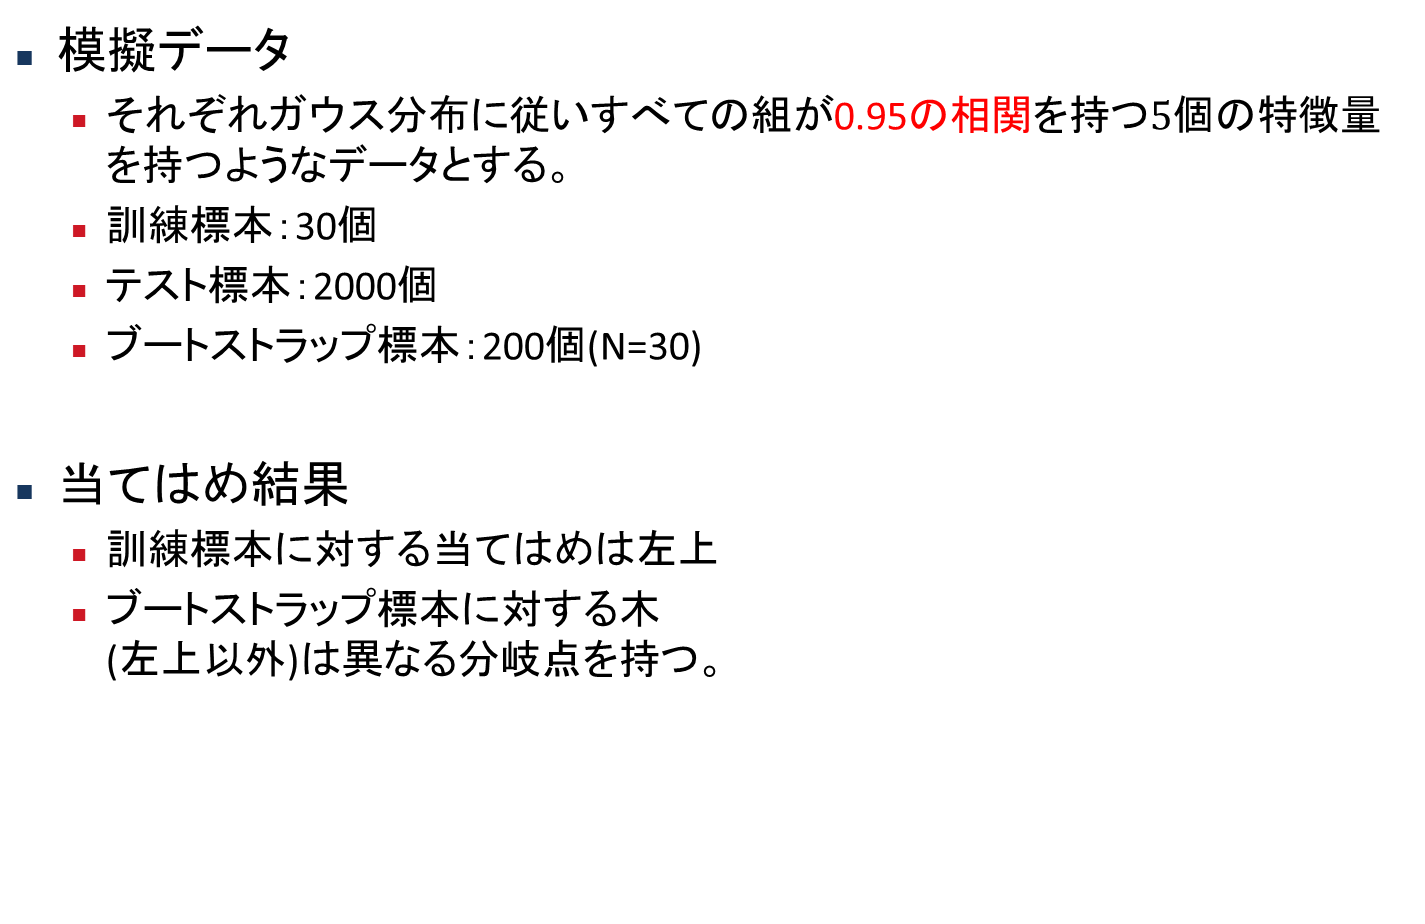 模擬データ
それぞれガウス分布に従いすべての組が0.95の相関を持つ5個の特徴量
を持つようなデータとする。
訓練標本：30個
テスト標本：2000個
ブートストラップ標本：200個(N=30)
当てはめ結果
訓練標本に対する当てはめは左上
ブートストラップ標本に対する木
(左上以外)は異なる分岐点を持つ。